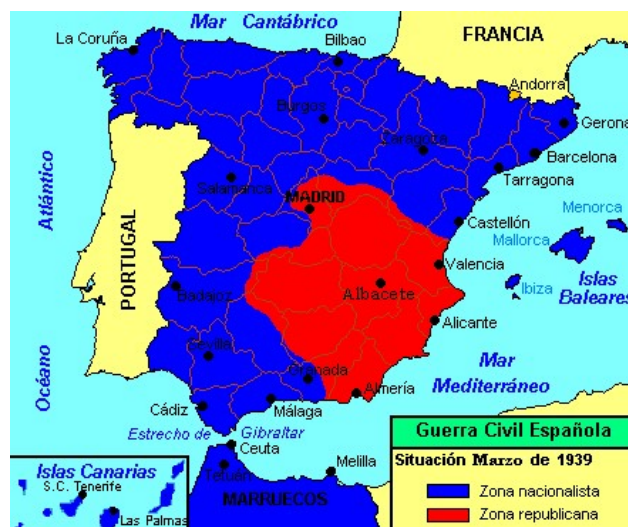 Mar Cantábrico
La Coruña
Bilbao
FRANCIA
Andorra
Burgos
Zaragoza
Gerona
Barcelona
Tarragona
Salamanca
MADRID
Atlántico
Castellón
Menorca
Mallorca
PORTUGAL
Valencia
Badajoz
Albacete
Ibiza
Islas
Baleares
Alicante
Sevilla
Granada
Mar
Mediterráneo
Océano
Almería
Cádiz
Málaga
Estrecho de Gibraltar
Ceuta
Tetuán
Melilla
MARRUECOS
Islas Canarias
S.C. Tenerife
Las Palmas
Guerra Civil Española
Situación Marzo de 1939
Zona nacionalista
Zona republicana